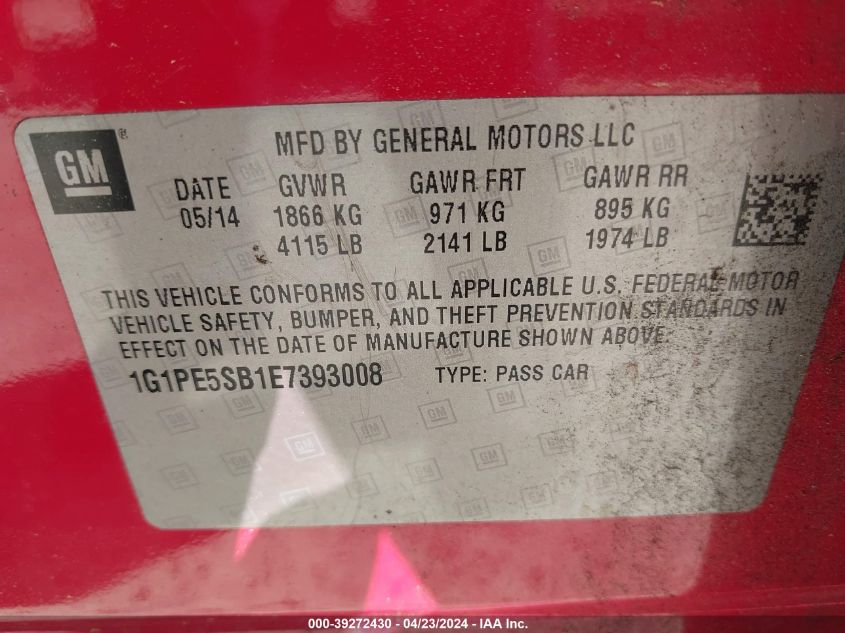 GM®
MFD BY GENERAL MOTORS LLC
DATE GVWR GAWR FRT GAWR RR
05/14 1866 KG 971 KG 895 KG
4115 LB 2141 LB 1974 LB
THIS VEHICLE CONFORMS TO ALL APPLICABLE U.S. FEDERAL MOTOR
VEHICLE SAFETY, BUMPER, AND THEFT PREVENTION STANDARDS IN
EFFECT ON THE DATE OF MANUFACTURE SHOWN ABOVE.
1G1PE5SB1E7393008 TYPE: PASS CAR
000-39272430 - 04/23/2024 - IAA Inc.